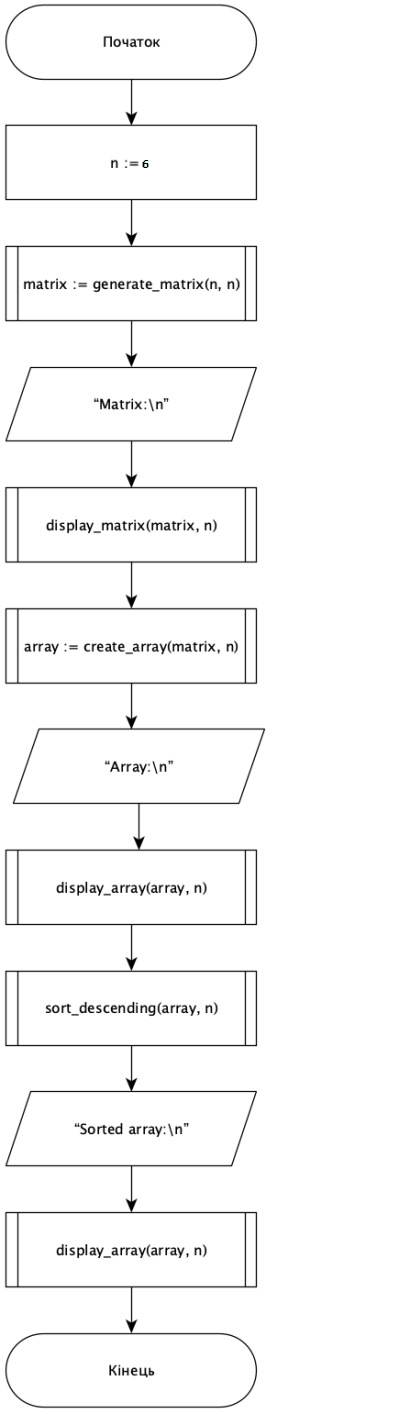 Початок
n := 6
matrix := generate_matrix(n, n)
“Matrix:\n”
display_matrix(matrix, n)
array := create_array(matrix, n)
“Array:\n”
display_array(array, n)
sort_descending(array, n)
“Sorted array:\n”
display_array(array, n)
Кінець